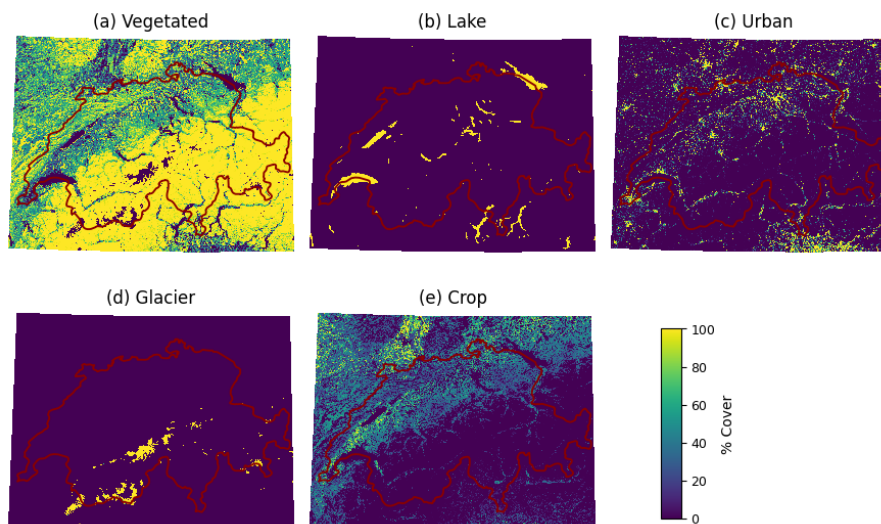 (a) Vegetated
(b) Lake
(c) Urban
(d) Glacier
(e) Crop
100
80
60
40
20
0
% Cover